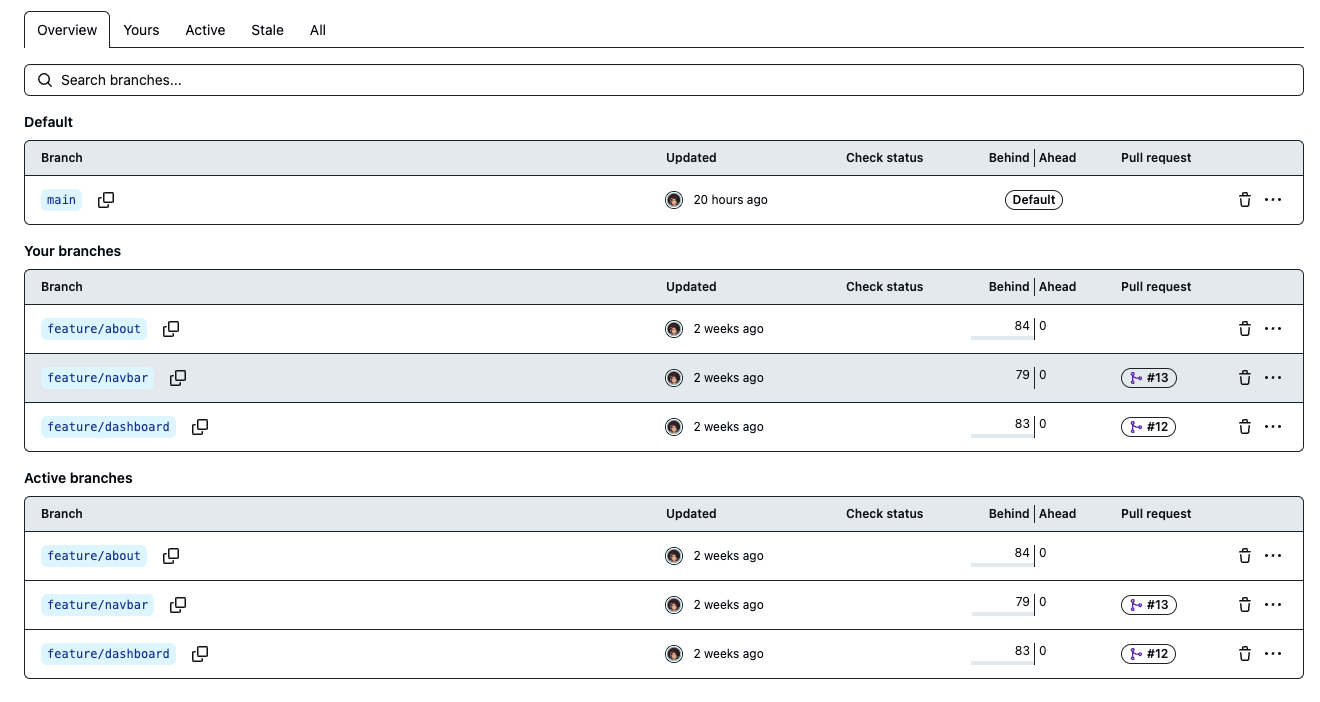 Overview Yours Active Stale All
Search branches...
Default
Branch Updated Check status Behind Ahead Pull request
main 20 hours ago Default
Your branches
Branch Updated Check status Behind Ahead Pull request
feature/about 2 weeks ago 84 0
feature/navbar 2 weeks ago 79 0 #13
feature/dashboard 2 weeks ago 83 0 #12
Active branches
Branch Updated Check status Behind Ahead Pull request
feature/about 2 weeks ago 84 0
feature/navbar 2 weeks ago 79 0 #13
feature/dashboard 2 weeks ago 83 0 #12